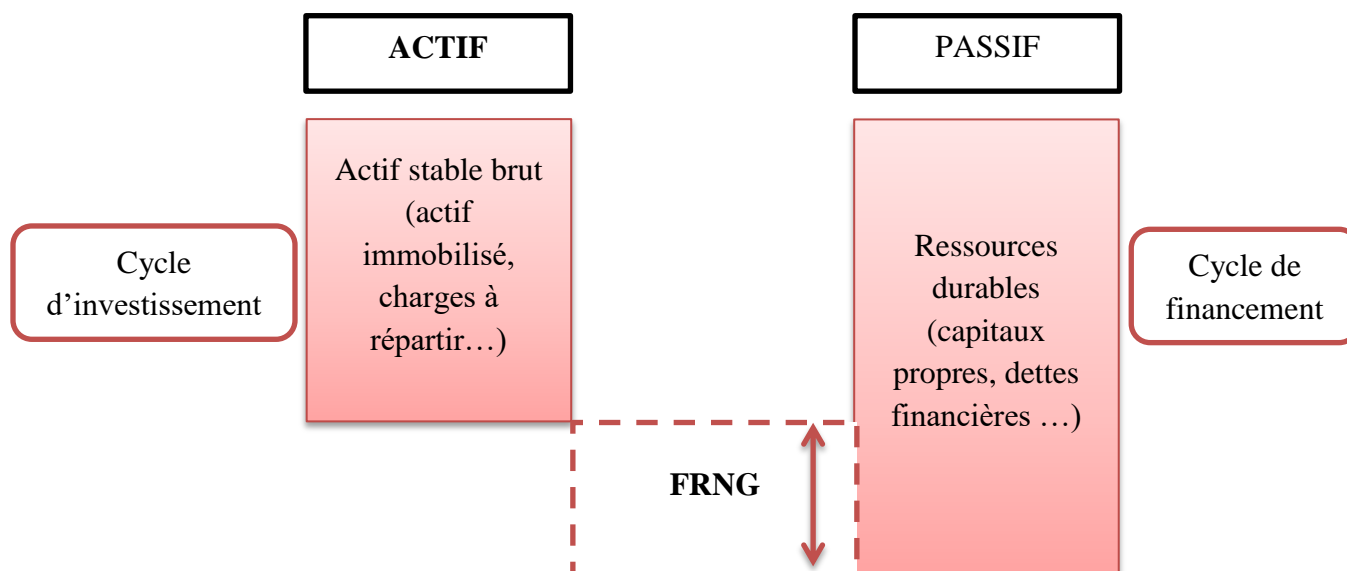 ACTIF
PASSIF
Cycle
d’investissement
Actif stable brut
(actif
immobilisé,
charges à
répartir…)
Ressources
durables
(capitaux
propres, dettes
financières …)
Cycle de
financement
FRNG